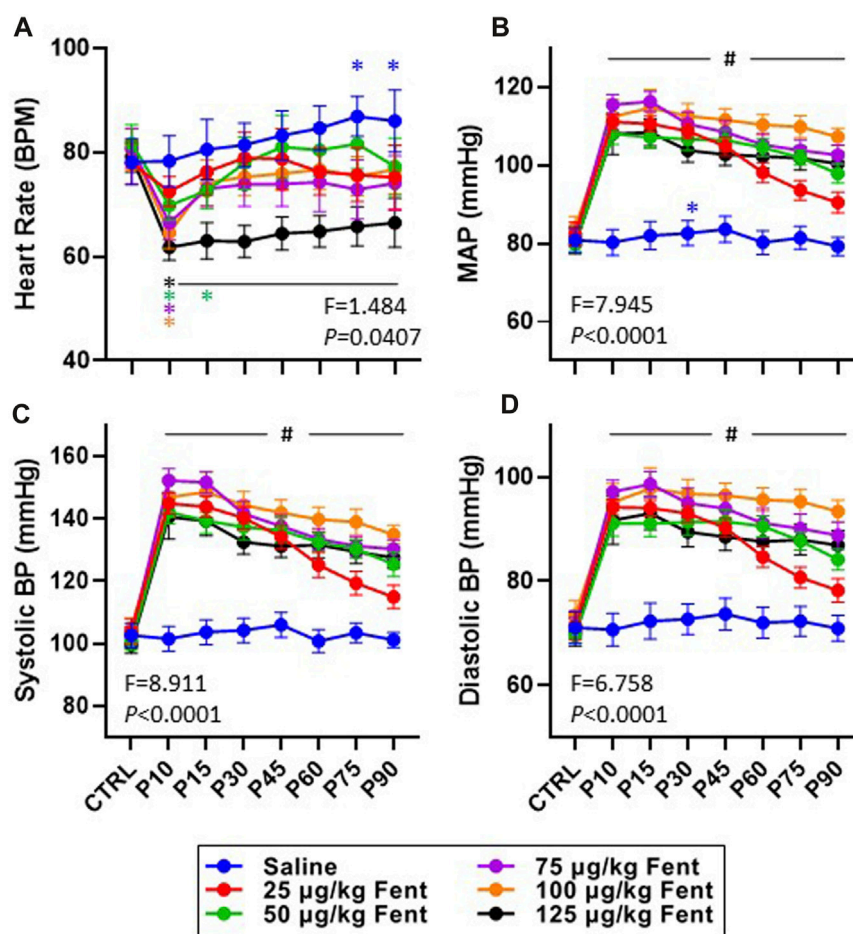 A
B
100
80
60
40
Heart Rate (BPM)
* *
*
* *
*
*
F=1.484
P=0.0407
#
120
100
80
60
MAP (mmHg)
*
F=7.945
P<0.0001
C
D
#
160
140
120
100
80
Systolic BP (mmHg)
F=8.911
P<0.0001
CTRL P10 P15 P30 P45 P60 P75 P90
#
100
80
60
Diastolic BP (mmHg)
F=6.758
P<0.0001
CTRL P10 P15 P30 P45 P60 P75 P90
Saline
25 µg/kg Fent
50 µg/kg Fent
75 µg/kg Fent
100 µg/kg Fent
125 µg/kg Fent